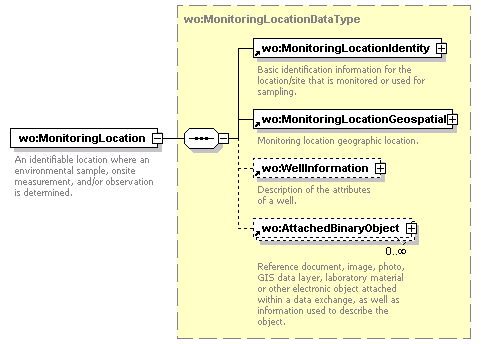 wo:MonitoringLocationDataType
wo:MonitoringLocationIdentity
Basic identification information for the
location/site that is monitored or used for
sampling.
wo:MonitoringLocationGeospatial
Monitoring location geographic location.
wo:MonitoringLocation
An identifiable location where an
environmental sample, onsite
measurement, and/or observation
is determined.
wo:WellInformation
Description of the attributes
of a well.
wo:AttachedBinaryObject
0..∞
Reference document, image, photo,
GIS data layer, laboratory material
or other electronic object attached
within a data exchange, as well as
information used to describe the
object.